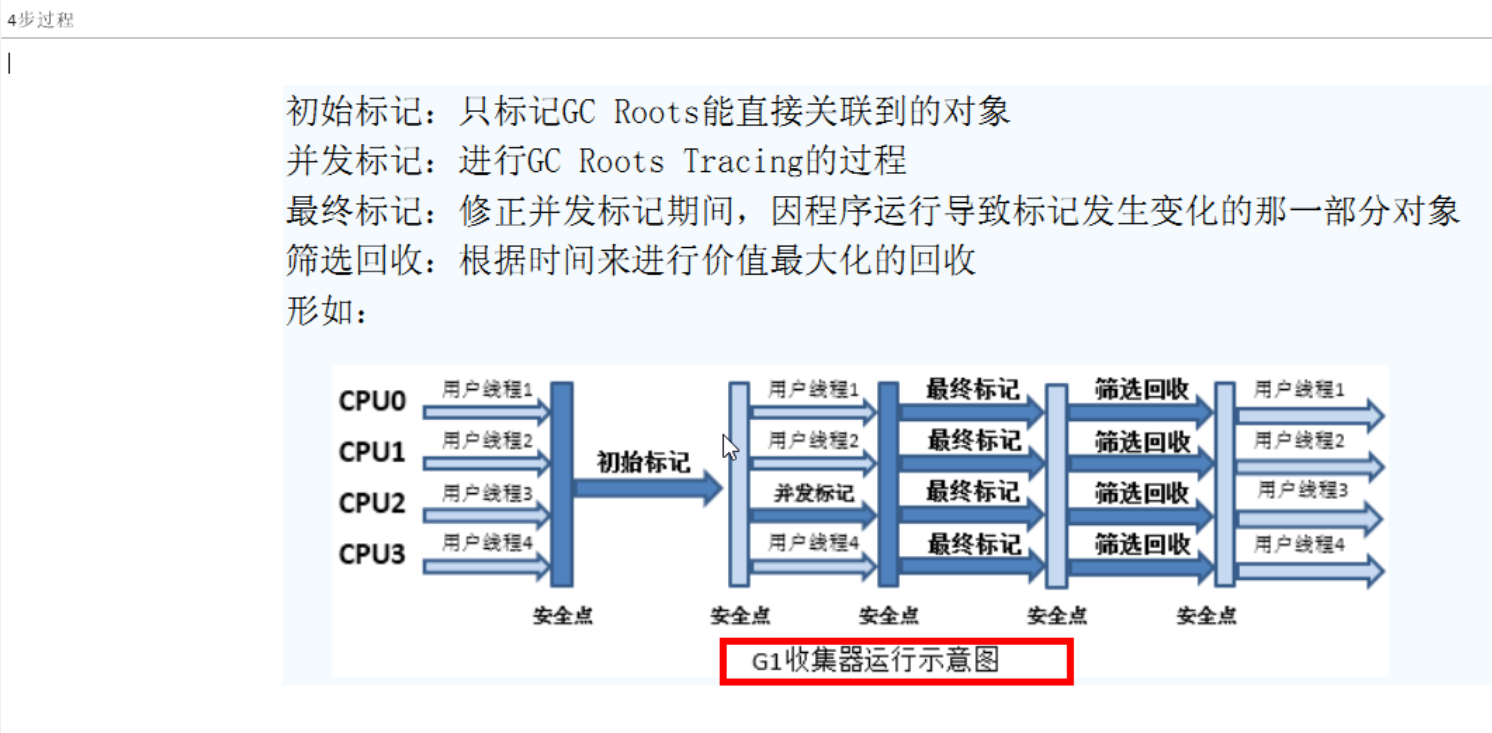 4步过程
初始标记：只标记GC Roots能直接关联到的对象
并发标记：进行GC Roots Tracing的过程
最终标记：修正并发标记期间，因程序运行导致标记发生变化的那一部分对象
筛选回收：根据时间来进行价值最大化的回收
形如：
CPU0 用户线程1 用户线程1 最终标记 筛选回收 用户线程1
CPU1 用户线程2 用户线程2 最终标记 筛选回收 用户线程2
初始标记
CPU2 用户线程3 并发标记 最终标记 筛选回收 用户线程3
CPU3 用户线程4 用户线程4 最终标记 筛选回收 用户线程4
安全点 安全点 安全点 安全点 安全点
G1收集器运行示意图